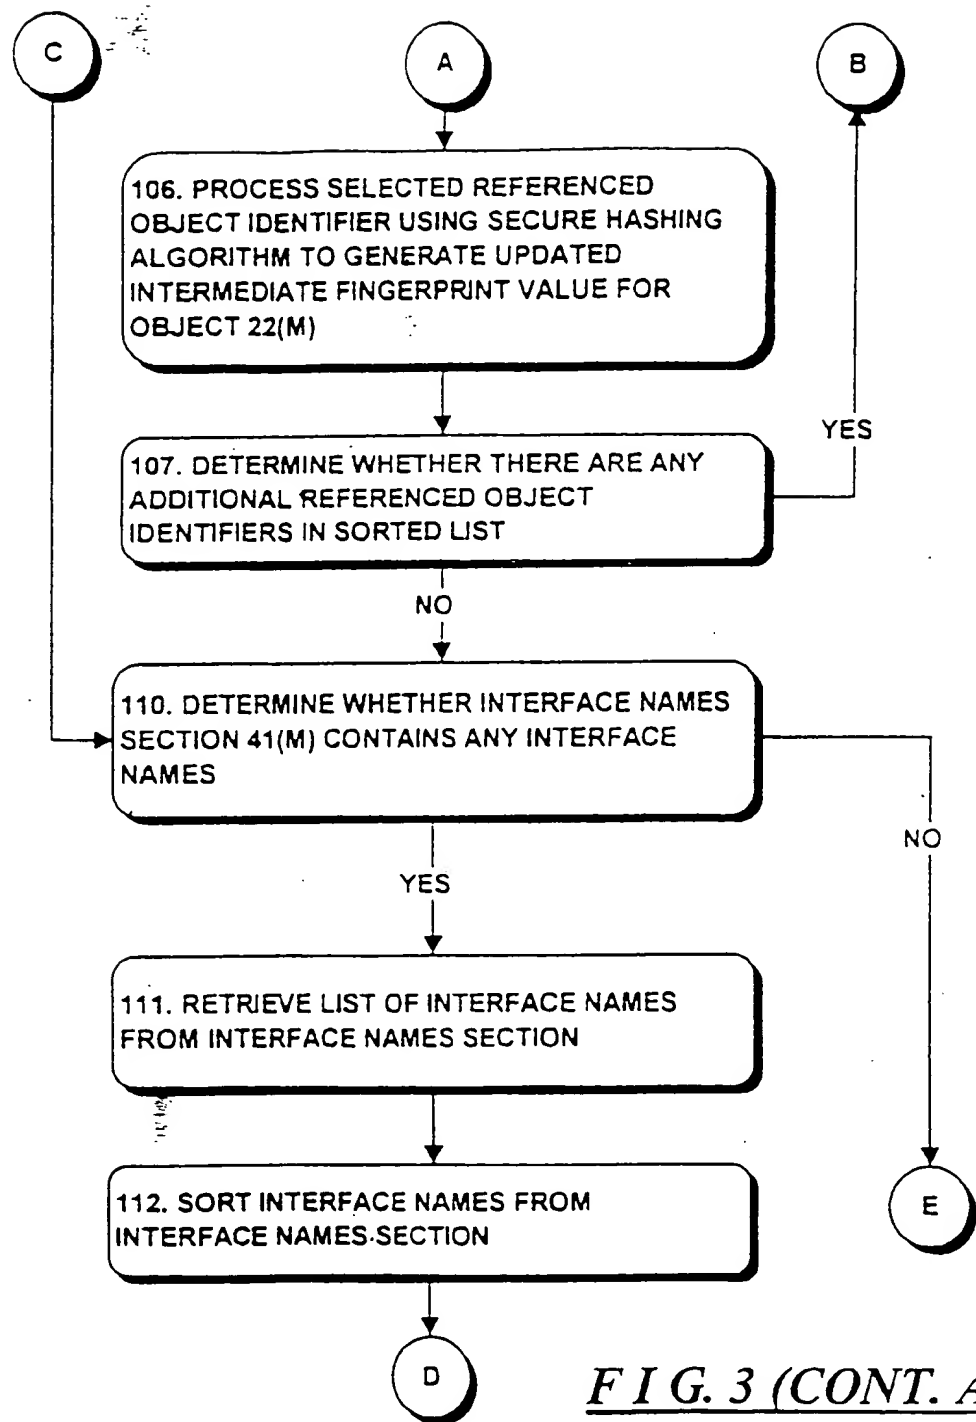 C
A
B
106. PROCESS SELECTED REFERENCED
OBJECT IDENTIFIER USING SECURE HASHING
ALGORITHM TO GENERATE UPDATED
INTERMEDIATE FINGERPRINT VALUE FOR
OBJECT 22(M)
YES
107. DETERMINE WHETHER THERE ARE ANY
ADDITIONAL REFERENCED OBJECT
IDENTIFIERS IN SORTED LIST
NO
110. DETERMINE WHETHER INTERFACE NAMES
SECTION 41(M) CONTAINS ANY INTERFACE
NAMES
NO
YES
111. RETRIEVE LIST OF INTERFACE NAMES
FROM INTERFACE NAMES SECTION
112. SORT INTERFACE NAMES FROM
INTERFACE NAMES SECTION
E
D
FIG. 3 (CONT. A